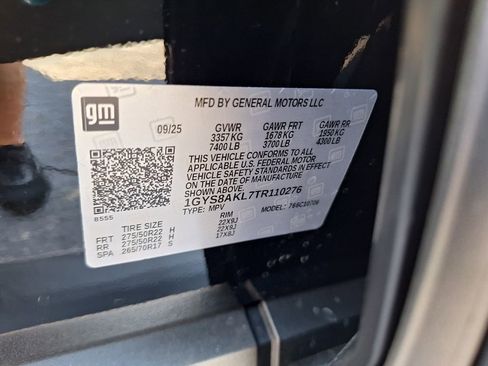 gm
MFD BY GENERAL MOTORS LLC
09/25 GVWR GAWR FRT GAWR RR
3357 KG 1678 KG 1950 KG
7400 LB 3700 LB 4300 LB
THIS VEHICLE CONFORMS TO ALL
APPLICABLE U.S. FEDERAL MOTOR
VEHICLE SAFETY STANDARDS IN
EFFECT ON THE DATE OF MANUFACTURE
SHOWN ABOVE.
1GYS8AKL7TR110276
TYPE: MPV MODEL:
8555
TIRE SIZE RIM
FRT 275/50R22 H 22X9J
RR 275/50R22 H 22X9J
SPA 265/70R17 S 17X8J